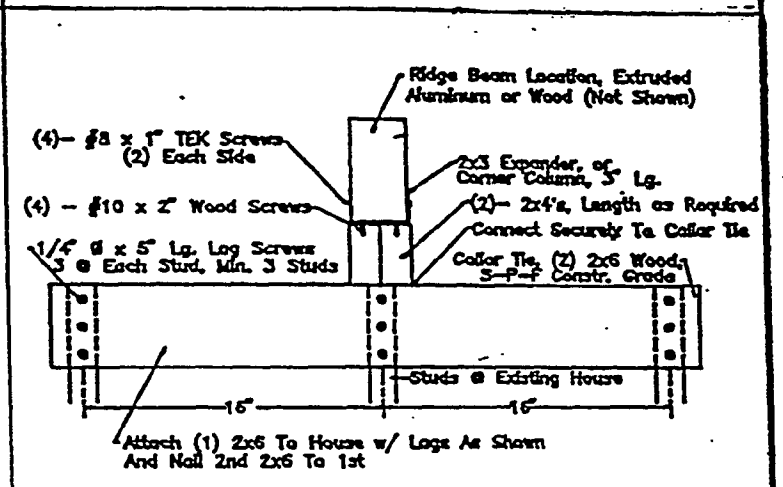 Ridge Beam Location, Extruded
Aluminum or Wood (Not Shown)
(4)- #8 x 1" TEK Screws
(2) Each Side
2x3 Expander, or
Corner Column, 3" Lg.
(4) - #10 x 2" Wood Screws
(2)- 2x4's, Length as Required
Connect Securely To Collar Tie
1/4" Ø x 5" Lg. Lag Screws
3 @ Each Stud, Min. 3 Studs
Collar Tie, (2) 2x6 Wood,
S-P-F Constr. Grade
Studs @ Existing House
16"
16"
Attach (1) 2x6 To House w/ Lags As Shown
And Nail 2nd 2x6 To 1st